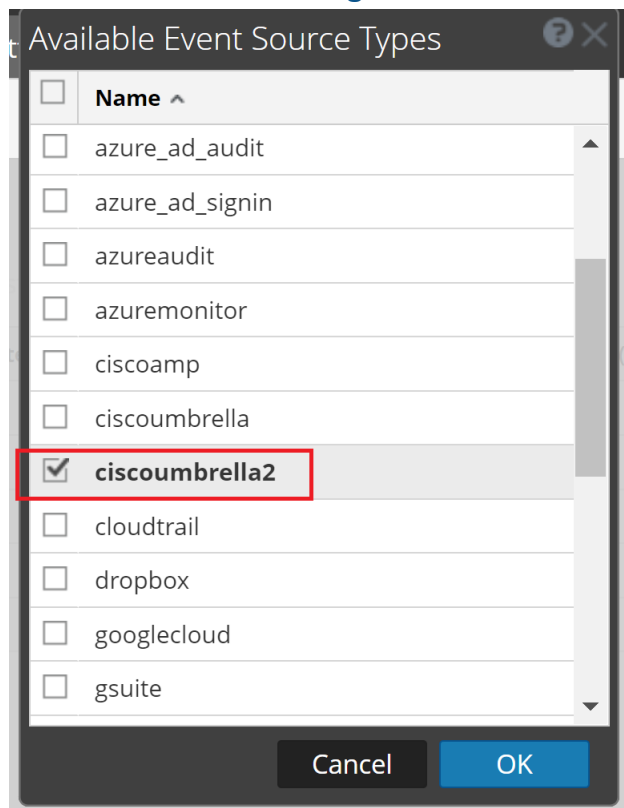 Available Event Source Types
Name
azure_ad_audit
azure_ad_signin
azureaudit
azuremonitor
ciscoamp
ciscoumbrella
ciscoumbrella2
cloudtrail
dropbox
googlecloud
gsuite
Cancel OK